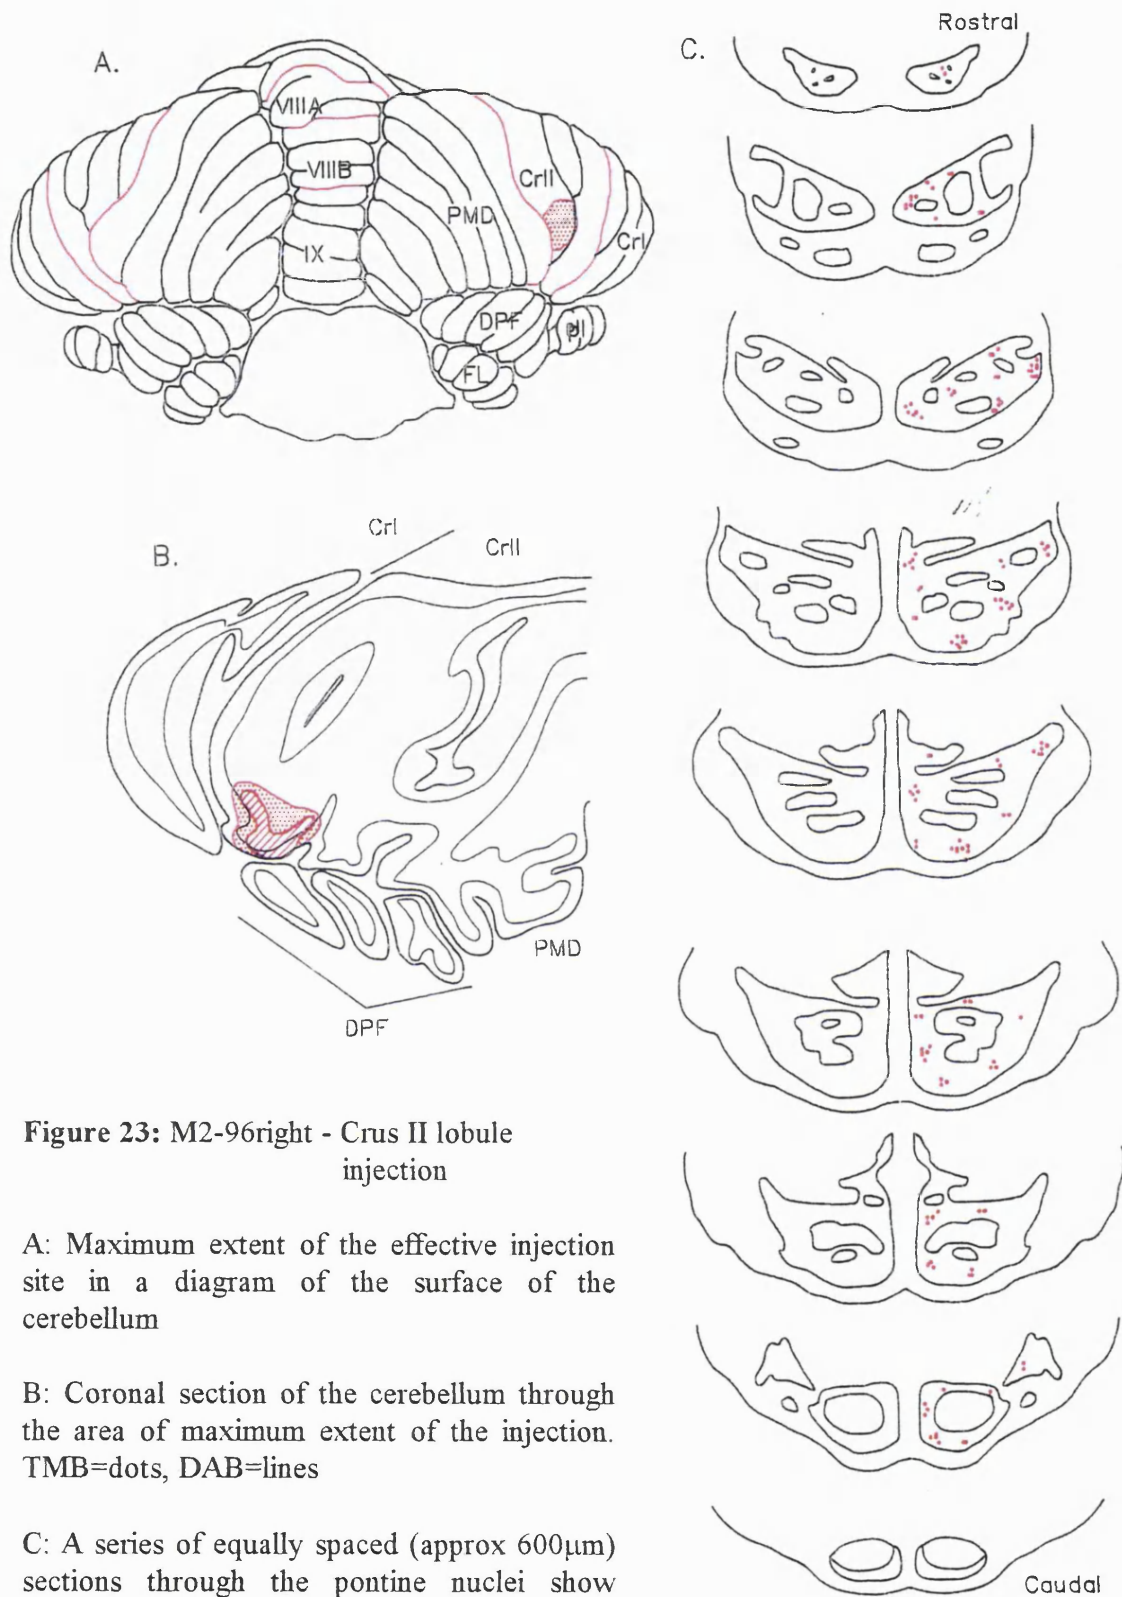 A.
VIIIA
VIIIB
IX
PMD
CrII
CrI
DPF
FL
B.
CrI
CrII
PMD
DPF
C.
Rostral
Caudal
Figure 23: M2-96right - Crus II lobule
injection
A: Maximum extent of the effective injection
site in a diagram of the surface of the
cerebellum
B: Coronal section of the cerebellum through
the area of maximum extent of the injection.
TMB=dots, DAB=lines
C: A series of equally spaced (approx 600μm)
sections through the pontine nuclei show